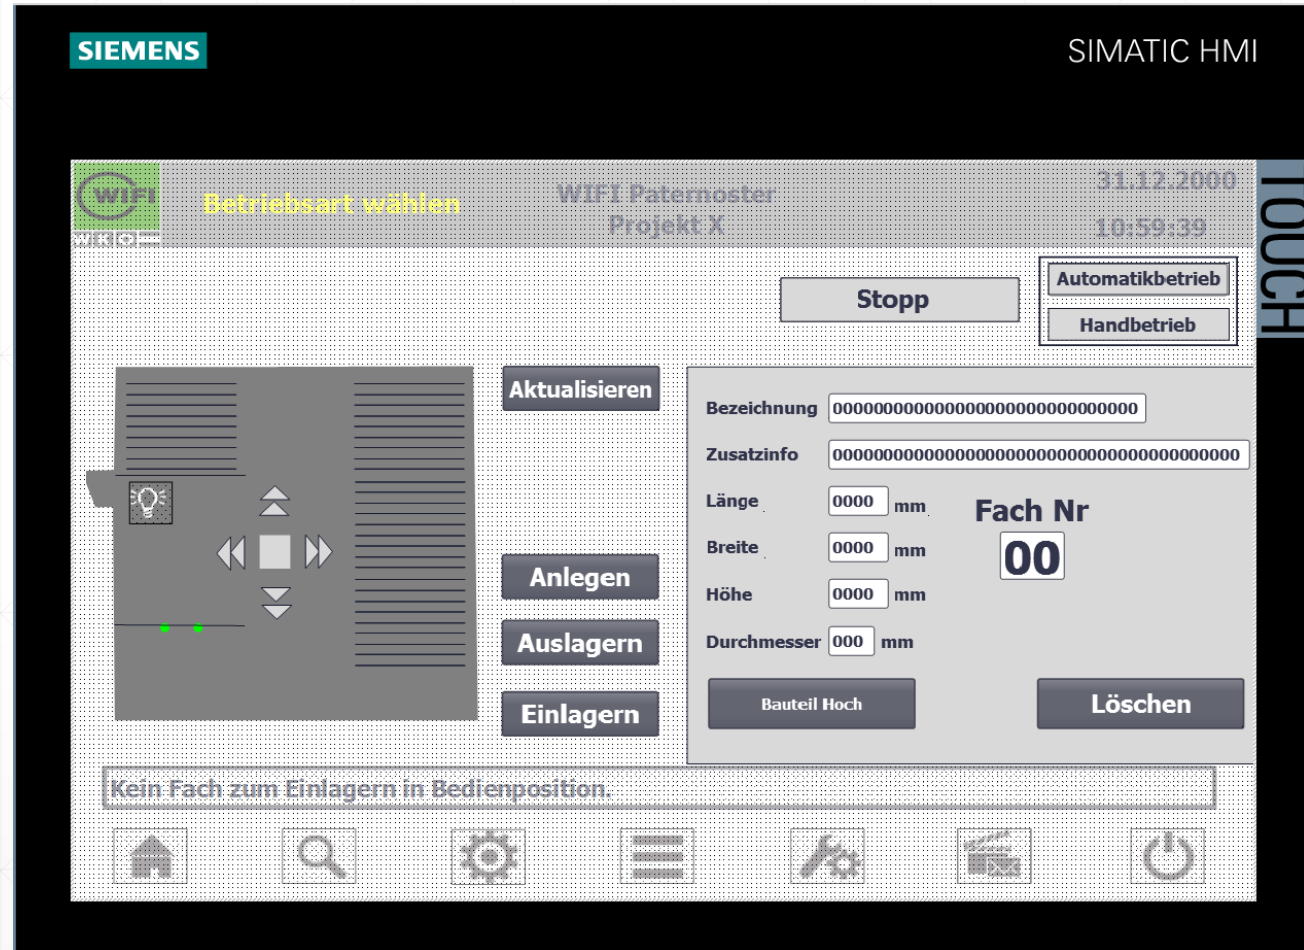 SIEMENS
SIMATIC HMI
TOUCH
WIFI
WKO
Betriebsart wählen
WIFI Paternoster
Projekt X
31.12.2000
10:59:39
Stopp
Automatikbetrieb
Handbetrieb
Aktualisieren
Anlegen
Auslagern
Einlagern
Bezeichnung 000000000000000000000000000000
Zusatzinfo 0000000000000000000000000000000000000000
Länge 0000 mm
Breite 0000 mm
Höhe 0000 mm
Durchmesser 000 mm
Fach Nr
00
Bauteil Hoch
Löschen
Kein Fach zum Einlagern in Bedienposition.